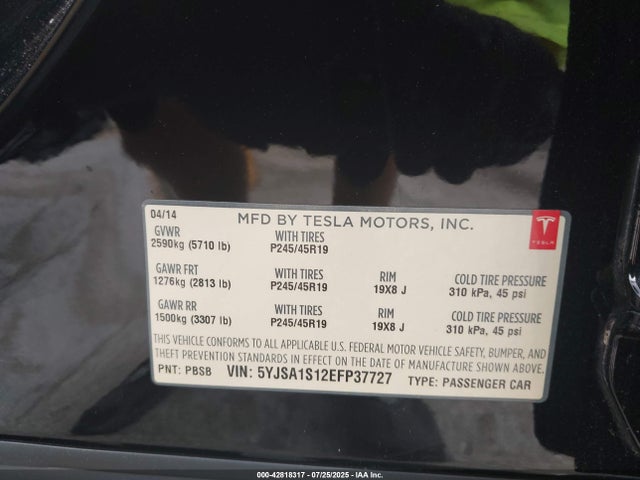 04/14 MFD BY TESLA MOTORS, INC.
TESLA
GVWR WITH TIRES
2590kg (5710 lb) P245/45R19
GAWR FRT WITH TIRES RIM COLD TIRE PRESSURE
1276kg (2813 lb) P245/45R19 19X8 J 310 kPa, 45 psi
GAWR RR WITH TIRES RIM COLD TIRE PRESSURE
1500kg (3307 lb) P245/45R19 19X8 J 310 kPa, 45 psi
THIS VEHICLE CONFORMS TO ALL APPLICABLE U.S. FEDERAL MOTOR VEHICLE SAFETY, BUMPER, AND
THEFT PREVENTION STANDARDS IN EFFECT ON THE DATE OF MANUFACTURE SHOWN ABOVE.
PNT: PBSB VIN: 5YJSA1S12EFP37727 TYPE: PASSENGER CAR
000-42818317 - 07/25/2025 - IAAI, Inc.